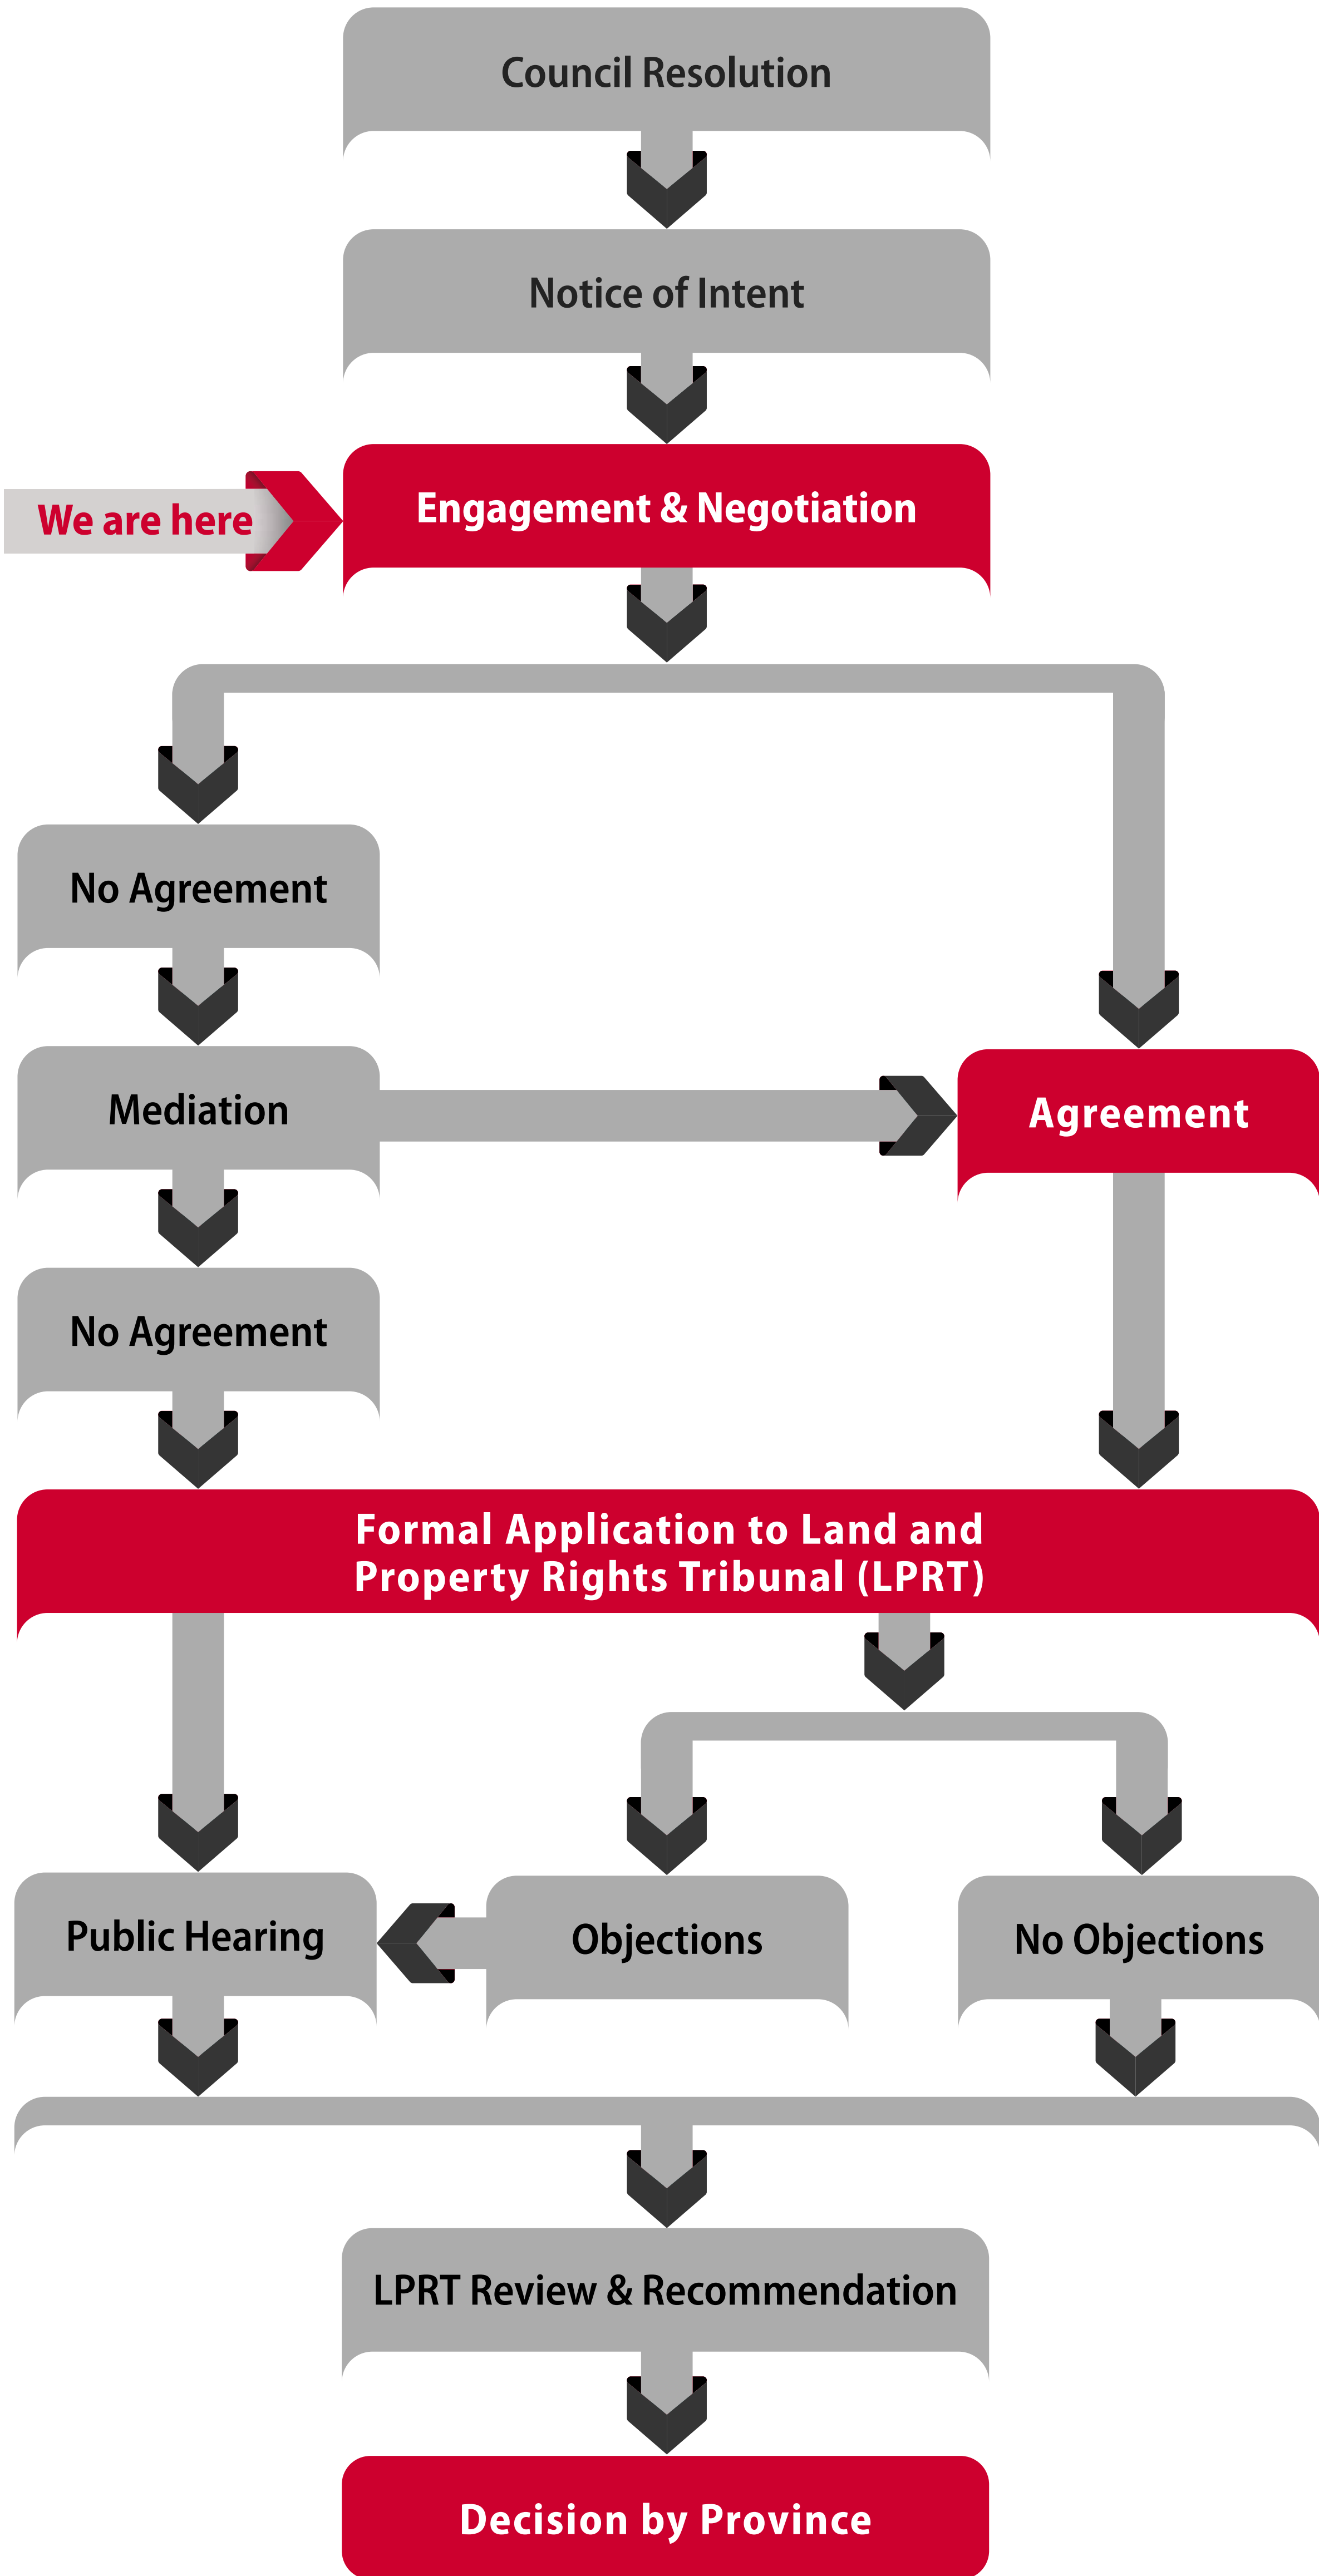 Council Resolution
Notice of Intent
We are here
Engagement & Negotiation
No Agreement
Mediation
Agreement
No Agreement
Formal Application to Land and
Property Rights Tribunal (LPRT)
Public Hearing
Objections
No Objections
LPRT Review & Recommendation
Decision by Province